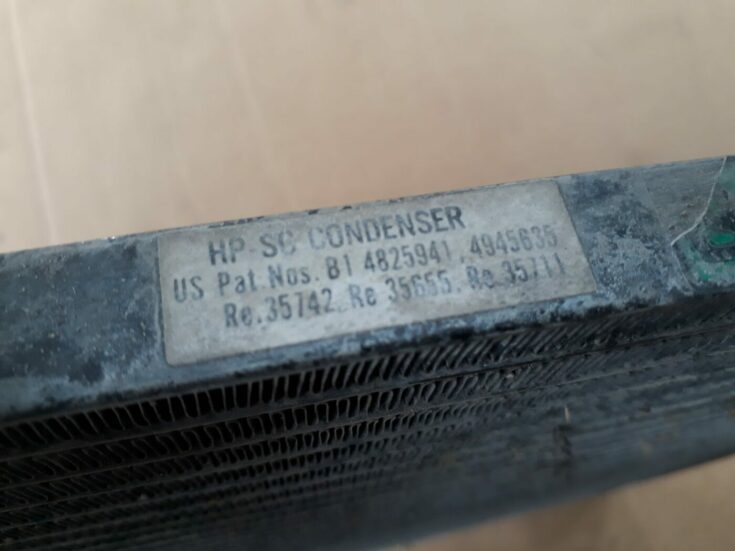 HP-SC CONDENSER
US Pat.Nos. B1 4825941, 4945635
Re.35742, Re 35655, Re.35711